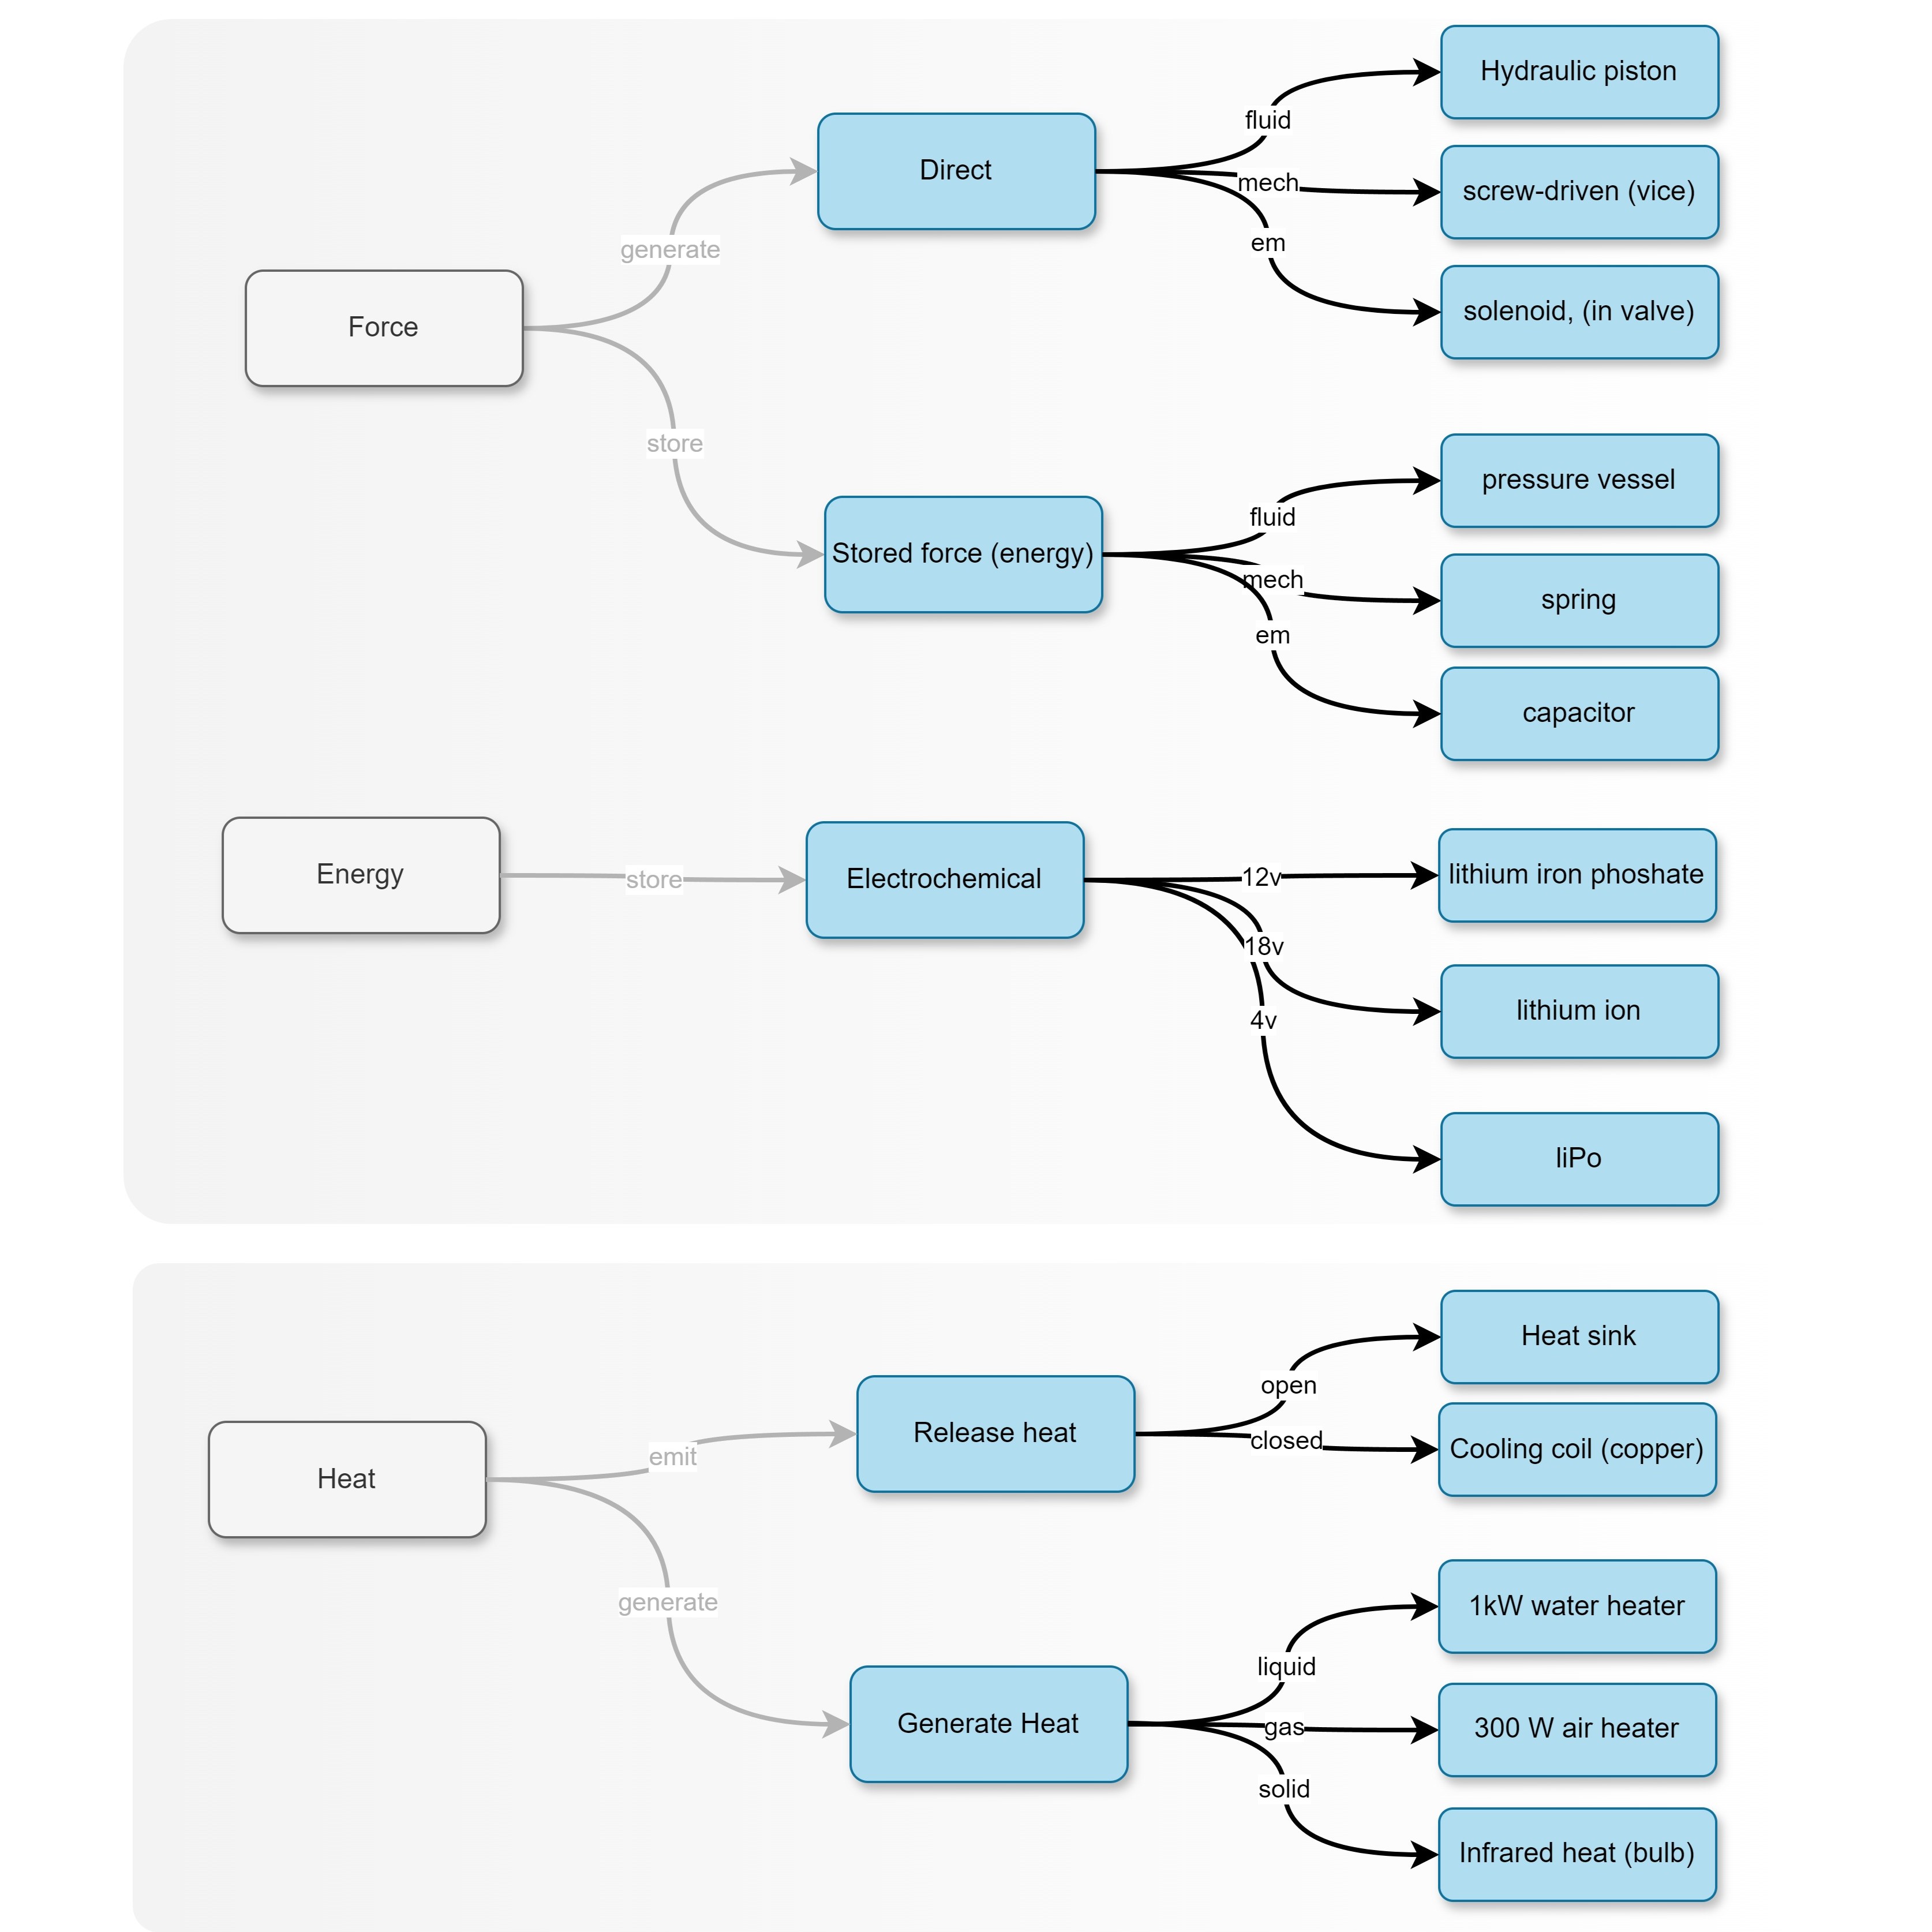 Hydraulic piston
fluid
Direct
mech
screw-driven (vice)
generate
em
solenoid, (in valve)
Force
store
pressure vessel
fluid
Stored force (energy)
mech
spring
em
capacitor
Energy
store
Electrochemical
12v
lithium iron phoshate
18v
lithium ion
4v
liPo
Heat sink
open
Release heat
closed
Cooling coil (copper)
emit
Heat
generate
1kW water heater
liquid
Generate Heat
gas
300 W air heater
solid
Infrared heat (bulb)